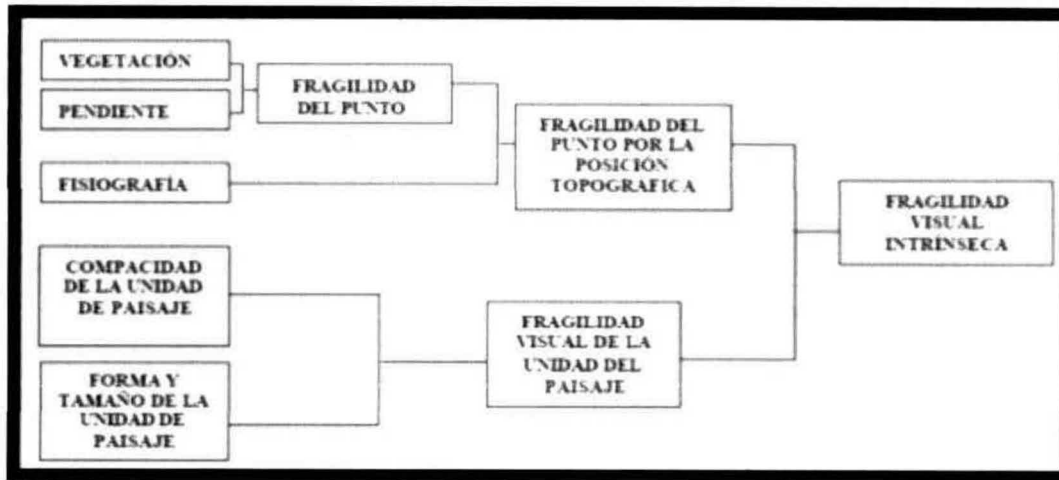 VEGETACIÓN
PENDIENTE
FRAGILIDAD
DEL PUNTO
FISIOGRAFÍA
FRAGILIDAD DEL
PUNTO POR LA
POSICIÓN
TOPOGRAFICA
COMPACIDAD
DE LA UNIDAD
DE PAISAJE
FORMA Y
TAMAÑO DE LA
UNIDAD DE
PAISAJE
FRAGILIDAD
VISUAL DE LA
UNIDAD DEL
PAISAJE
FRAGILIDAD
VISUAL
INTRÍNSECA